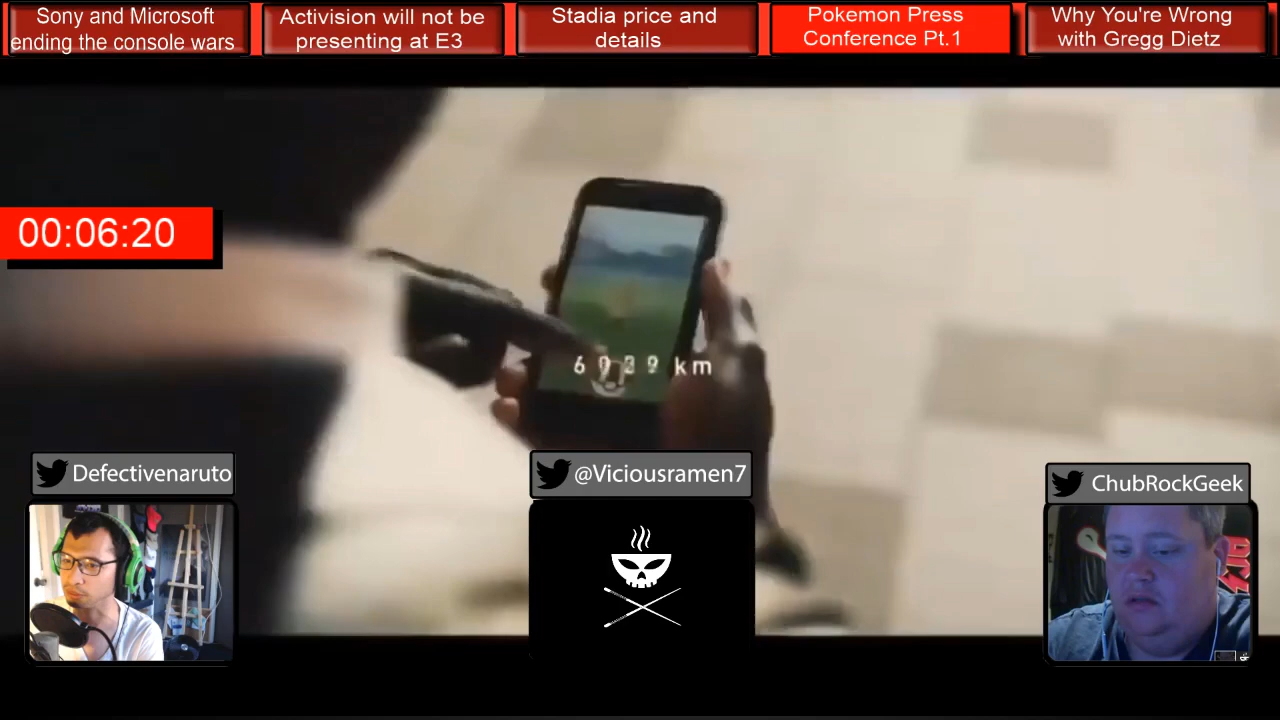 Sony and Microsoft
ending the console wars
Activision will not be
presenting at E3
Stadia price and
details
Pokemon Press
Conference Pt.1
Why You're Wrong
with Gregg Dietz
00:06:20
km
Defectivenaruto
@Viciousramen7
ChubRockGeek